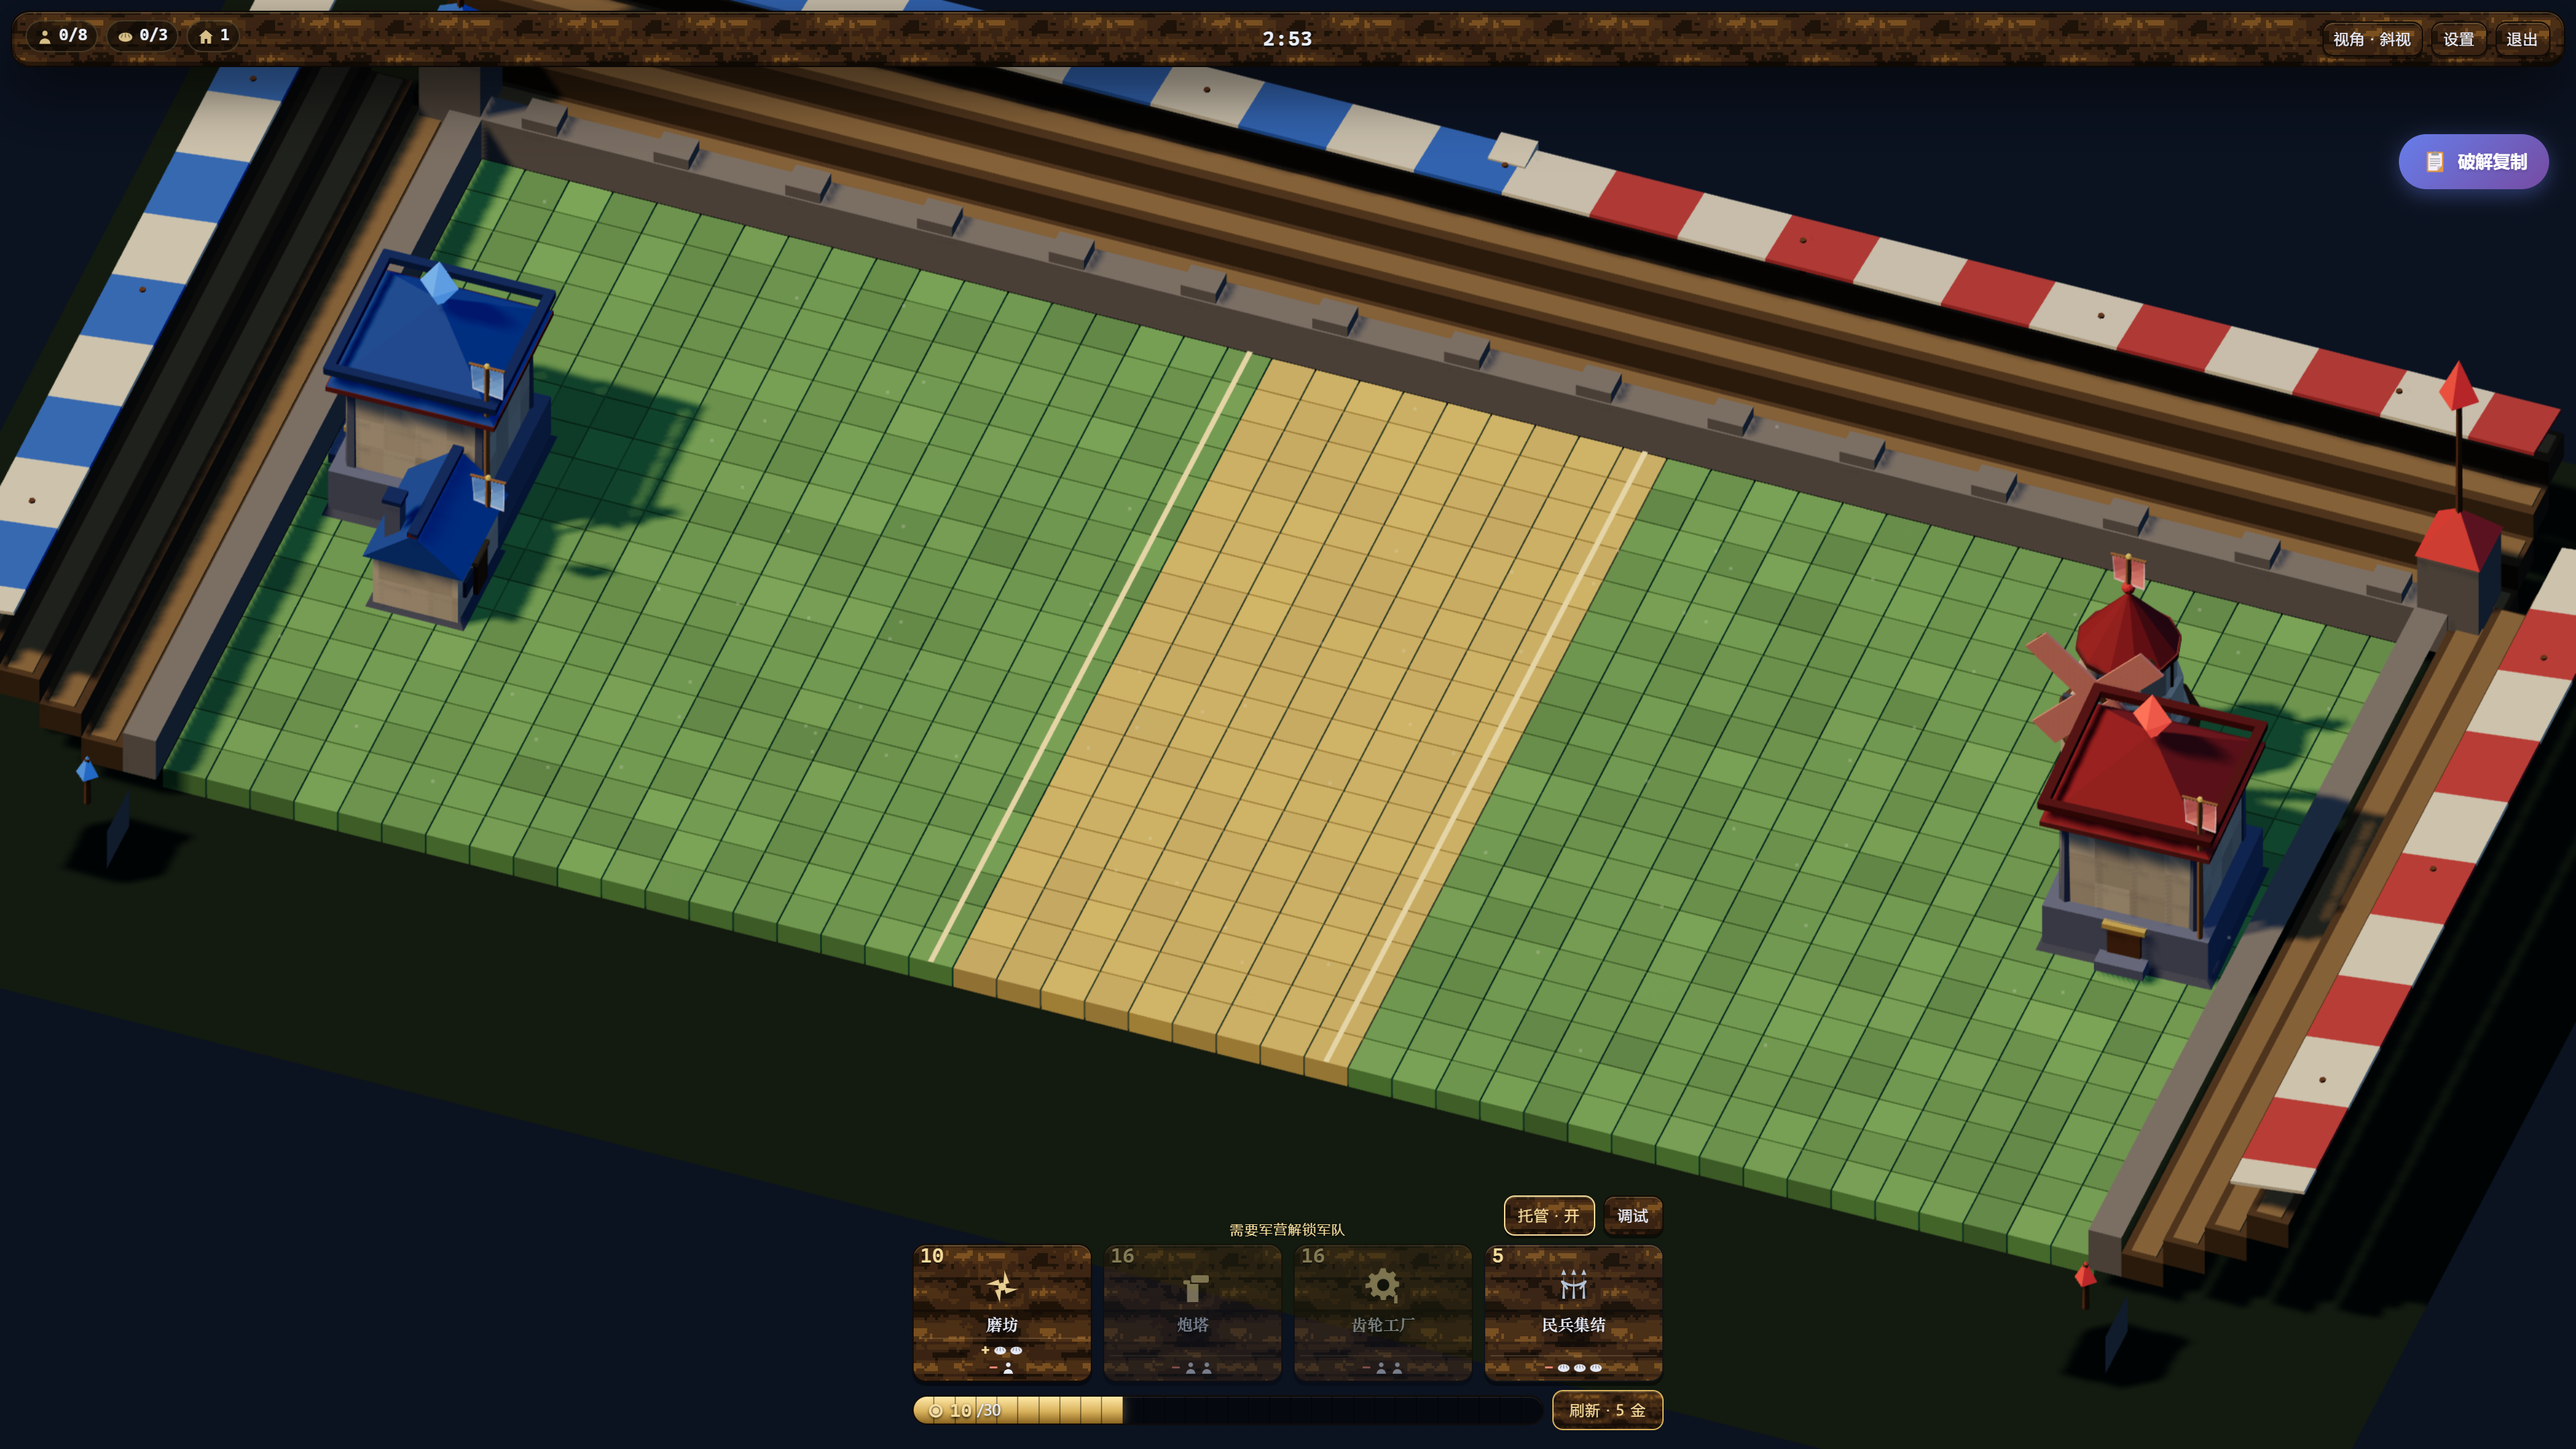 0/8 0/3 1
2:53
视角 · 斜视 设置 退出
破解复制
托管 · 开 调试
需要军营解锁军队
10 16 16 5
磨坊 炮塔 齿轮工厂 民兵集结
+ - - - -
10/30 刷新 · 5 金